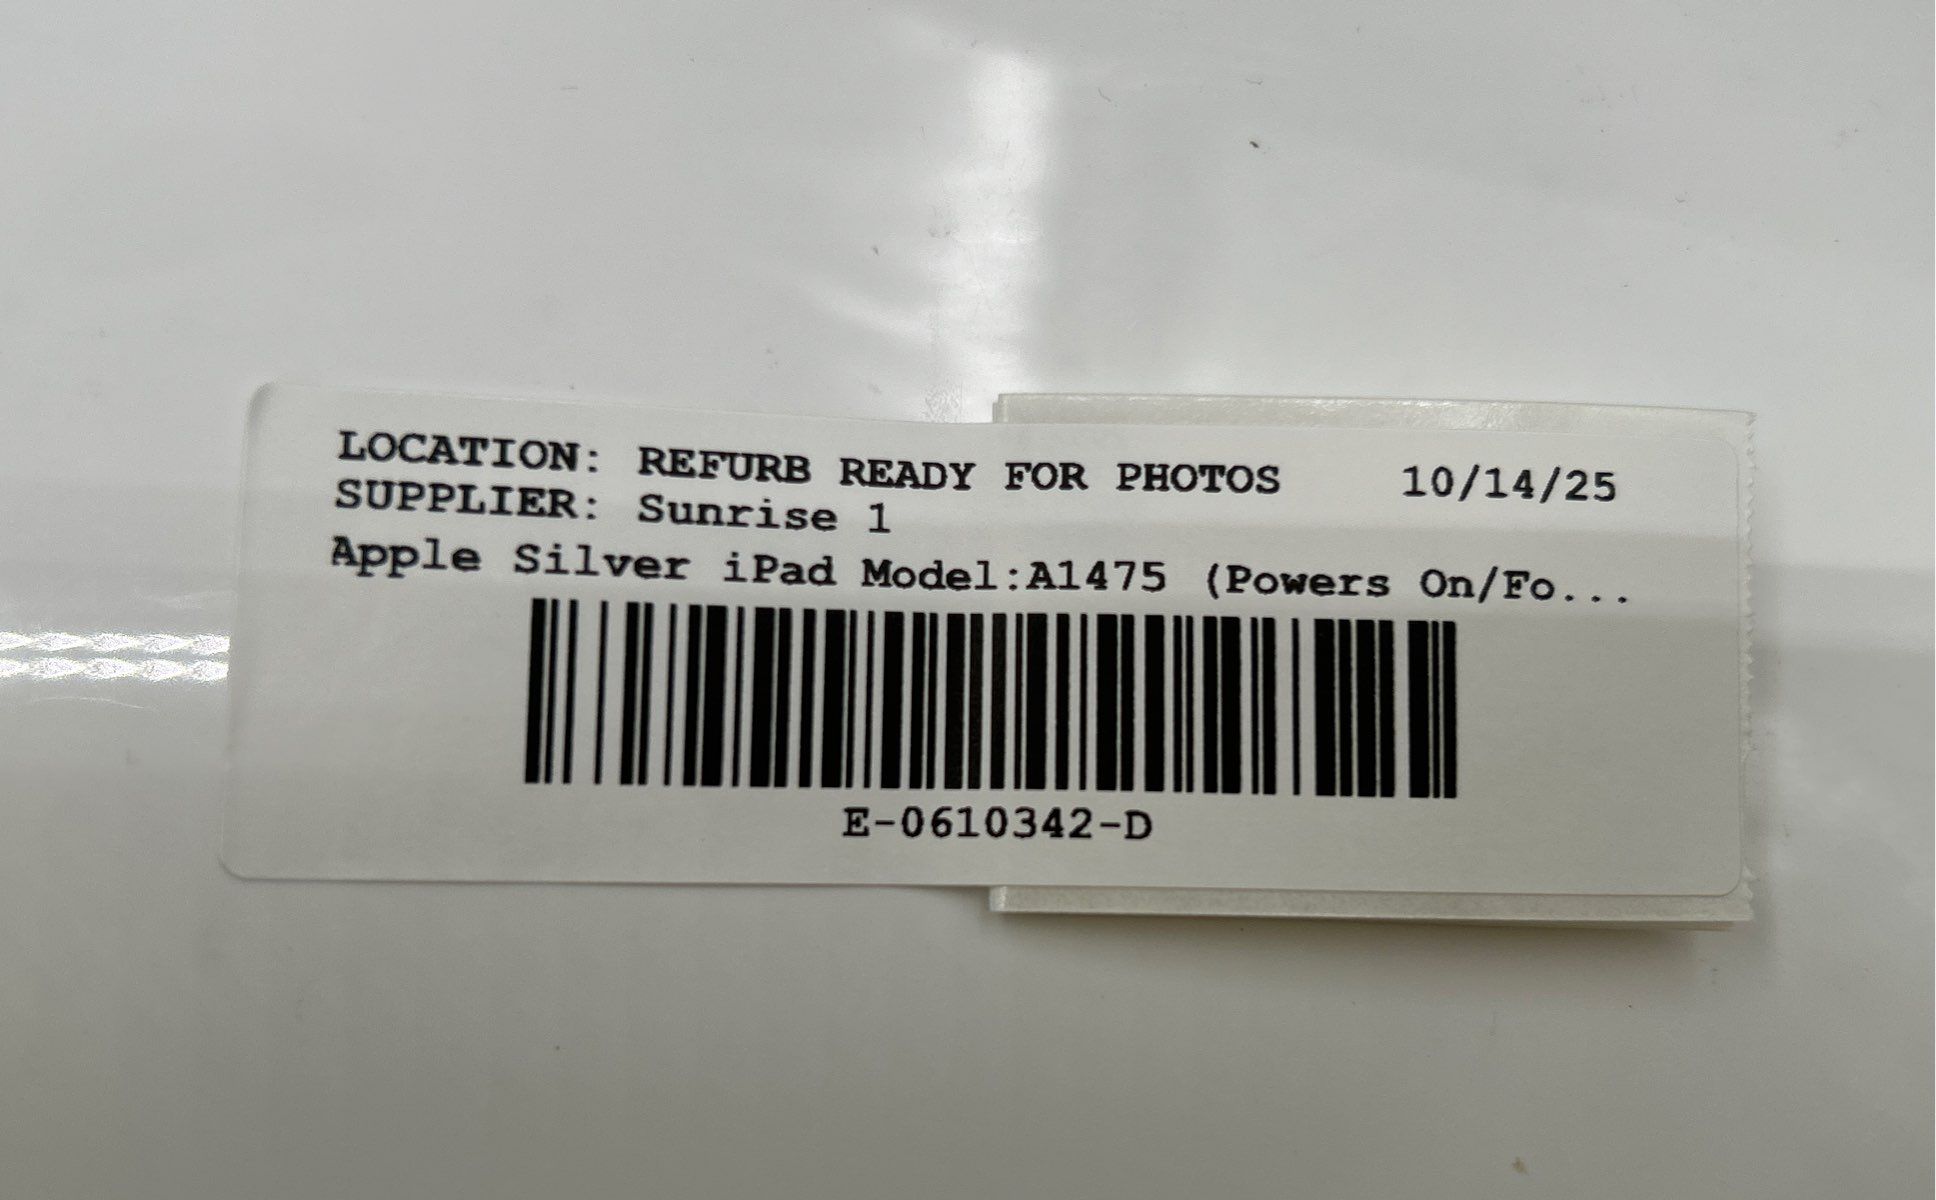 LOCATION: REFURB READY FOR PHOTOS 10/14/25
SUPPLIER: Sunrise 1
Apple Silver iPad Model:A1475 (Powers On/Fo...
E-0610342-D